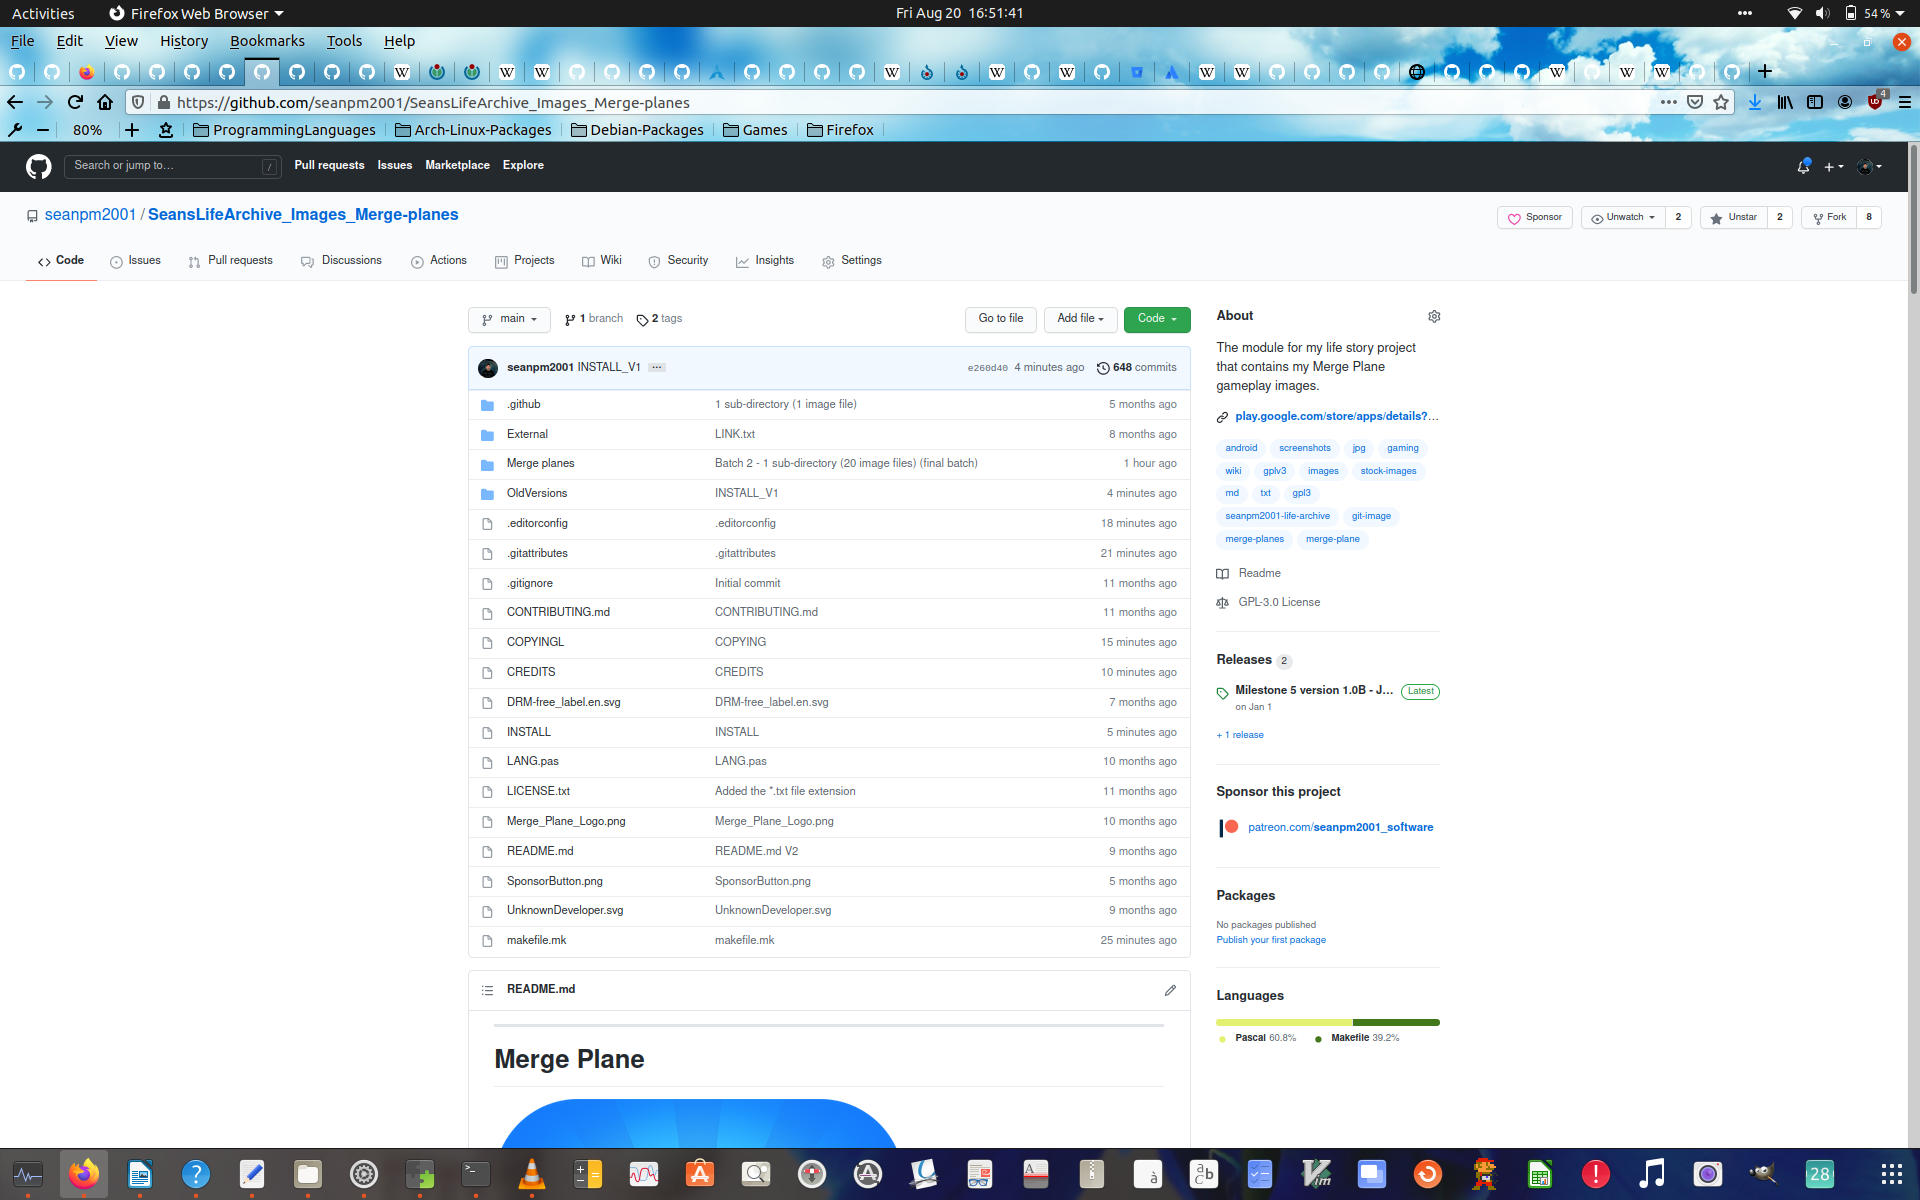 Activities Firefox Web Browser Fri Aug 20 16:51:41 54 %
File Edit View History Bookmarks Tools Help
https://github.com/seanpm2001/SeansLifeArchive_Images_Merge-planes 4
80% ProgrammingLanguages Arch-Linux-Packages Debian-Packages Games Firefox
Search or jump to… / Pull requests Issues Marketplace Explore
seanpm2001 / SeansLifeArchive_Images_Merge-planes Sponsor Unwatch 2 Unstar 2 Fork 8
Code Issues Pull requests Discussions Actions Projects Wiki Security Insights Settings
main 1 branch 2 tags Go to file Add file Code
seanpm2001 INSTALL_V1 ... e260d40 4 minutes ago 648 commits
.github 1 sub-directory (1 image file) 5 months ago
External LINK.txt 8 months ago
Merge planes Batch 2 - 1 sub-directory (20 image files) (final batch) 1 hour ago
OldVersions INSTALL_V1 4 minutes ago
.editorconfig .editorconfig 18 minutes ago
.gitattributes .gitattributes 21 minutes ago
.gitignore Initial commit 11 months ago
CONTRIBUTING.md CONTRIBUTING.md 11 months ago
COPYINGL COPYING 15 minutes ago
CREDITS CREDITS 10 minutes ago
DRM-free_label.en.svg DRM-free_label.en.svg 7 months ago
INSTALL INSTALL 5 minutes ago
LANG.pas LANG.pas 10 months ago
LICENSE.txt Added the *.txt file extension 11 months ago
Merge_Plane_Logo.png Merge_Plane_Logo.png 10 months ago
README.md README.md V2 9 months ago
SponsorButton.png SponsorButton.png 5 months ago
UnknownDeveloper.svg UnknownDeveloper.svg 9 months ago
makefile.mk makefile.mk 25 minutes ago
README.md
Merge Plane
About
The module for my life story project
that contains my Merge Plane
gameplay images.
play.google.com/store/apps/details?…
android screenshots jpg gaming
wiki gplv3 images stock-images
md txt gpl3
seanpm2001-life-archive git-image
merge-planes merge-plane
Readme
GPL-3.0 License
Releases 2
Milestone 5 version 1.0B - J… Latest
on Jan 1
+ 1 release
Sponsor this project
patreon.com/seanpm2001_software
Packages
No packages published
Publish your first package
Languages
Pascal 60.8% Makefile 39.2%
28